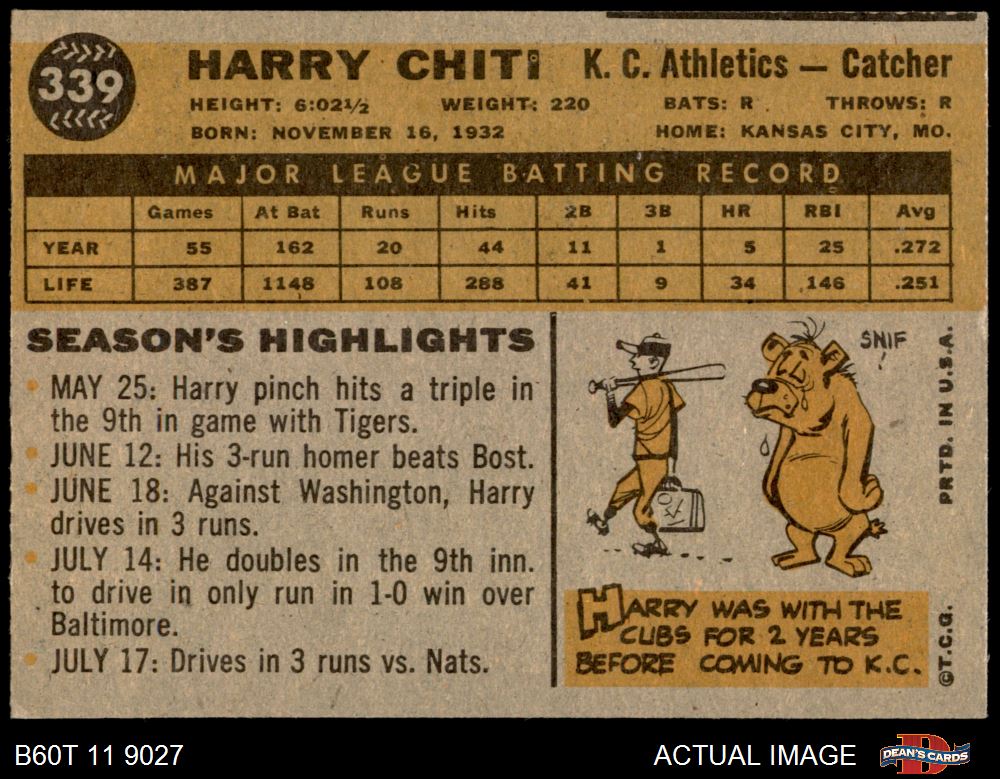 339
HARRY CHITI K. C. Athletics — Catcher
HEIGHT: 6:02½ WEIGHT: 220 BATS: R THROWS: R
BORN: NOVEMBER 16, 1932 HOME: KANSAS CITY, MO.
MAJOR LEAGUE BATTING RECORD
Games At Bat Runs Hits 2B 3B HR RBI Avg
YEAR 55 162 20 44 11 1 5 25 .272
LIFE 387 1148 108 288 41 9 34 146 .251
SEASON'S HIGHLIGHTS
• MAY 25: Harry pinch hits a triple in
the 9th in game with Tigers.
• JUNE 12: His 3-run homer beats Bost.
• JUNE 18: Against Washington, Harry
drives in 3 runs.
• JULY 14: He doubles in the 9th inn.
to drive in only run in 1-0 win over
Baltimore.
• JULY 17: Drives in 3 runs vs. Nats.
SNIF
HARRY WAS WITH THE
CUBS FOR 2 YEARS
BEFORE COMING TO K.C.
©T.C.G. PRTD. IN U.S.A.
B60T 11 9027 ACTUAL IMAGE
DEAN'S CARDS